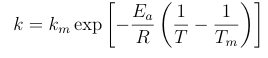 k = k_m exp [ − E_a/R ( 1/T − 1/T_m ) ]